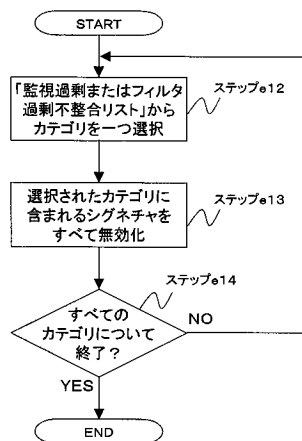 START
「監視過剰またはフィルタ
過剰不整合リスト」から
カテゴリを一つ選択
ステップe12
選択されたカテゴリに
含まれるシグネチャを
すべて無効化
ステップe13
ステップe14
すべての
カテゴリについて
終了？
NO
YES
END